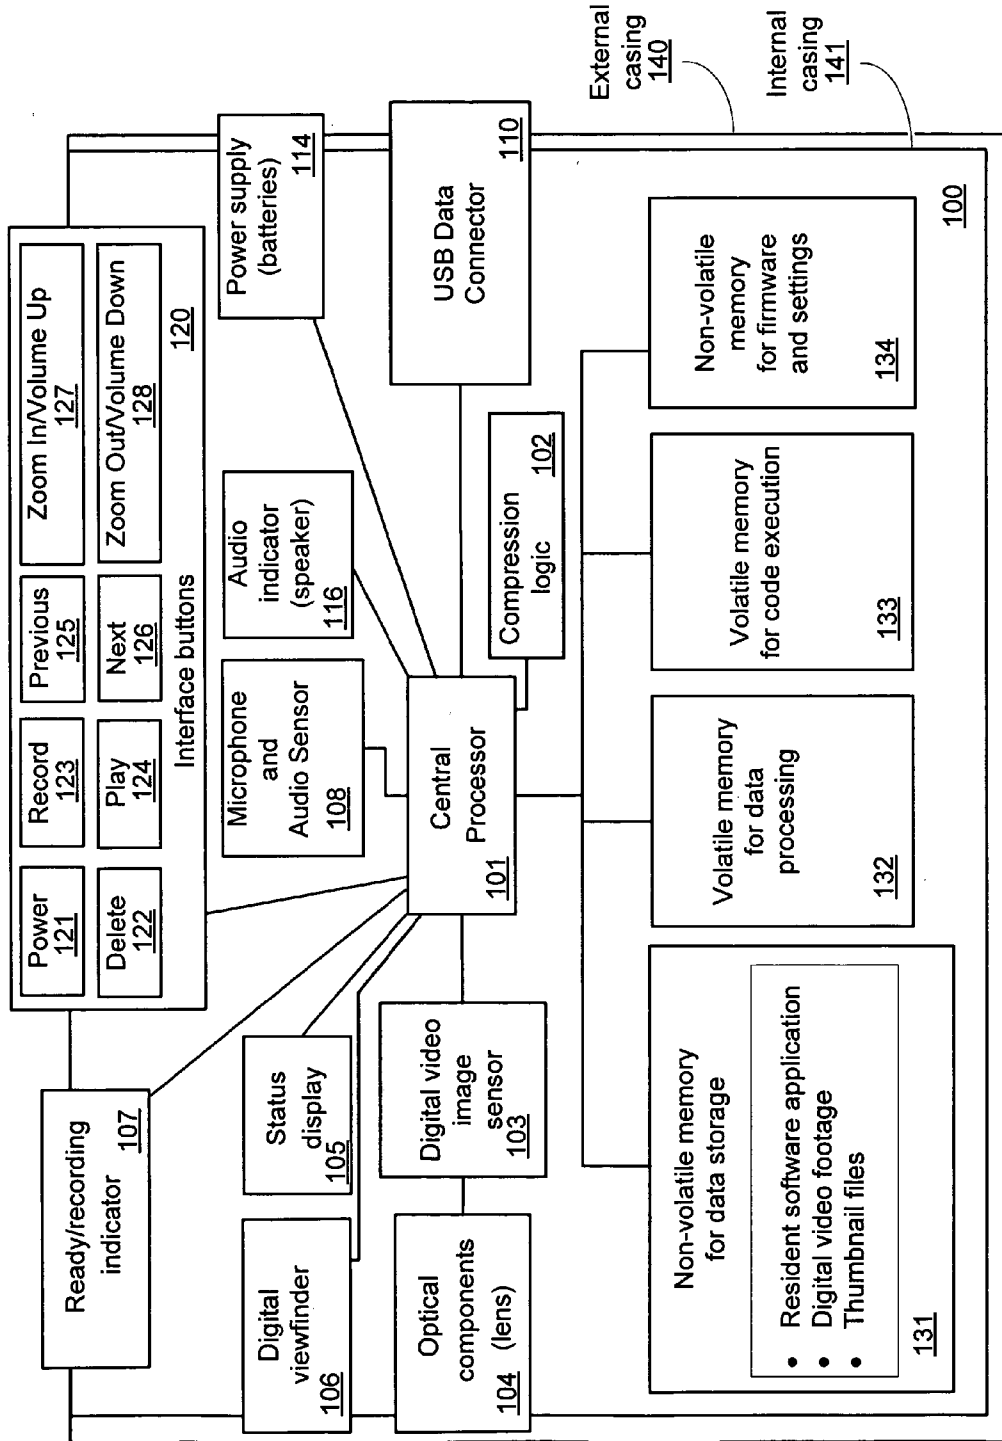 Ready/recording
indicator
107
Power
121
Record
123
Previous
125
Zoom In/Volume Up
127
Delete
122
Play
124
Next
126
Zoom Out/Volume Down
128
Interface buttons
120
Digital
viewfinder
106
Status
display
105
Microphone
and
Audio Sensor
108
Audio
indicator
(speaker)
116
Power supply
(batteries)
114
Optical
components
(lens)
104
Digital video
image
sensor
103
Central
Processor
101
Compression
logic
102
USB Data
Connector
110
External
casing
140
Internal
casing
141
Non-volatile memory
for data storage
• Resident software application
• Digital video footage
• Thumbnail files
131
Volatile memory
for data
processing
132
Volatile memory
for code execution
133
Non-volatile
memory
for firmware
and settings
134
100